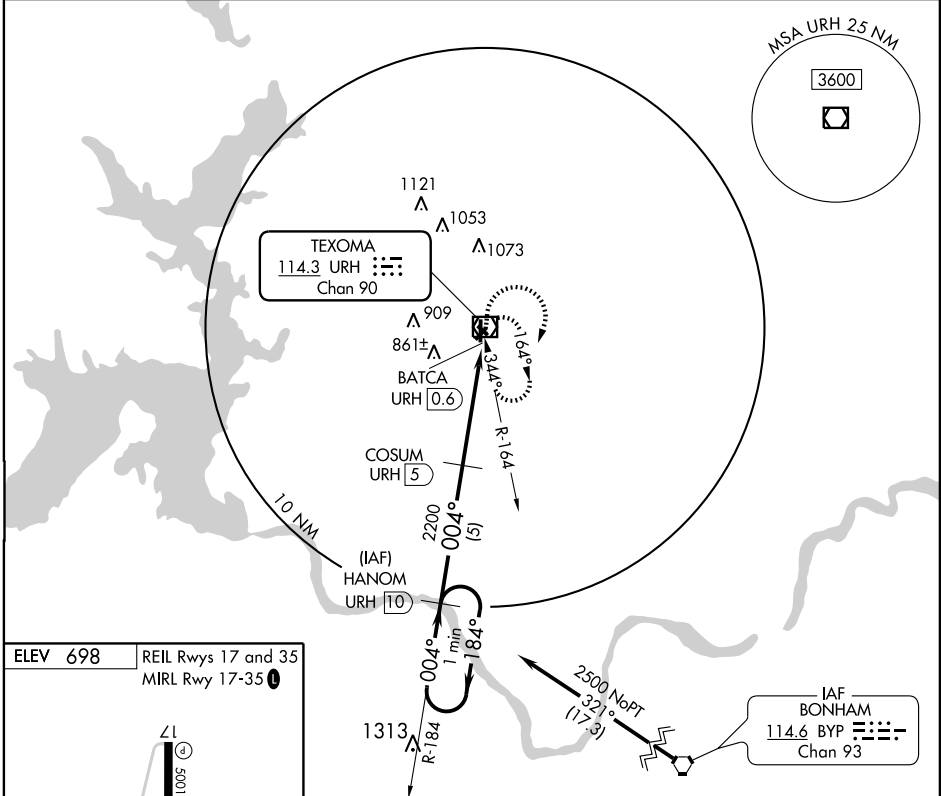 MSA URH 25 NM
3600
1121
1053
1073
TEXOMA
114.3 URH
Chan 90
909
861±
BATCA
URH 0.6
164°
344°
R-164
COSUM
URH 5
2200
004°
(5)
10 NM
(IAF)
HANOM
URH 10
004°
1 min
184°
1313
R-184
2500 NoPT
321°
(17.3)
IAF
BONHAM
114.6 BYP
Chan 93
ELEV 698
REIL Rwys 17 and 35
MIRL Rwy 17-35 L
17
P
5001